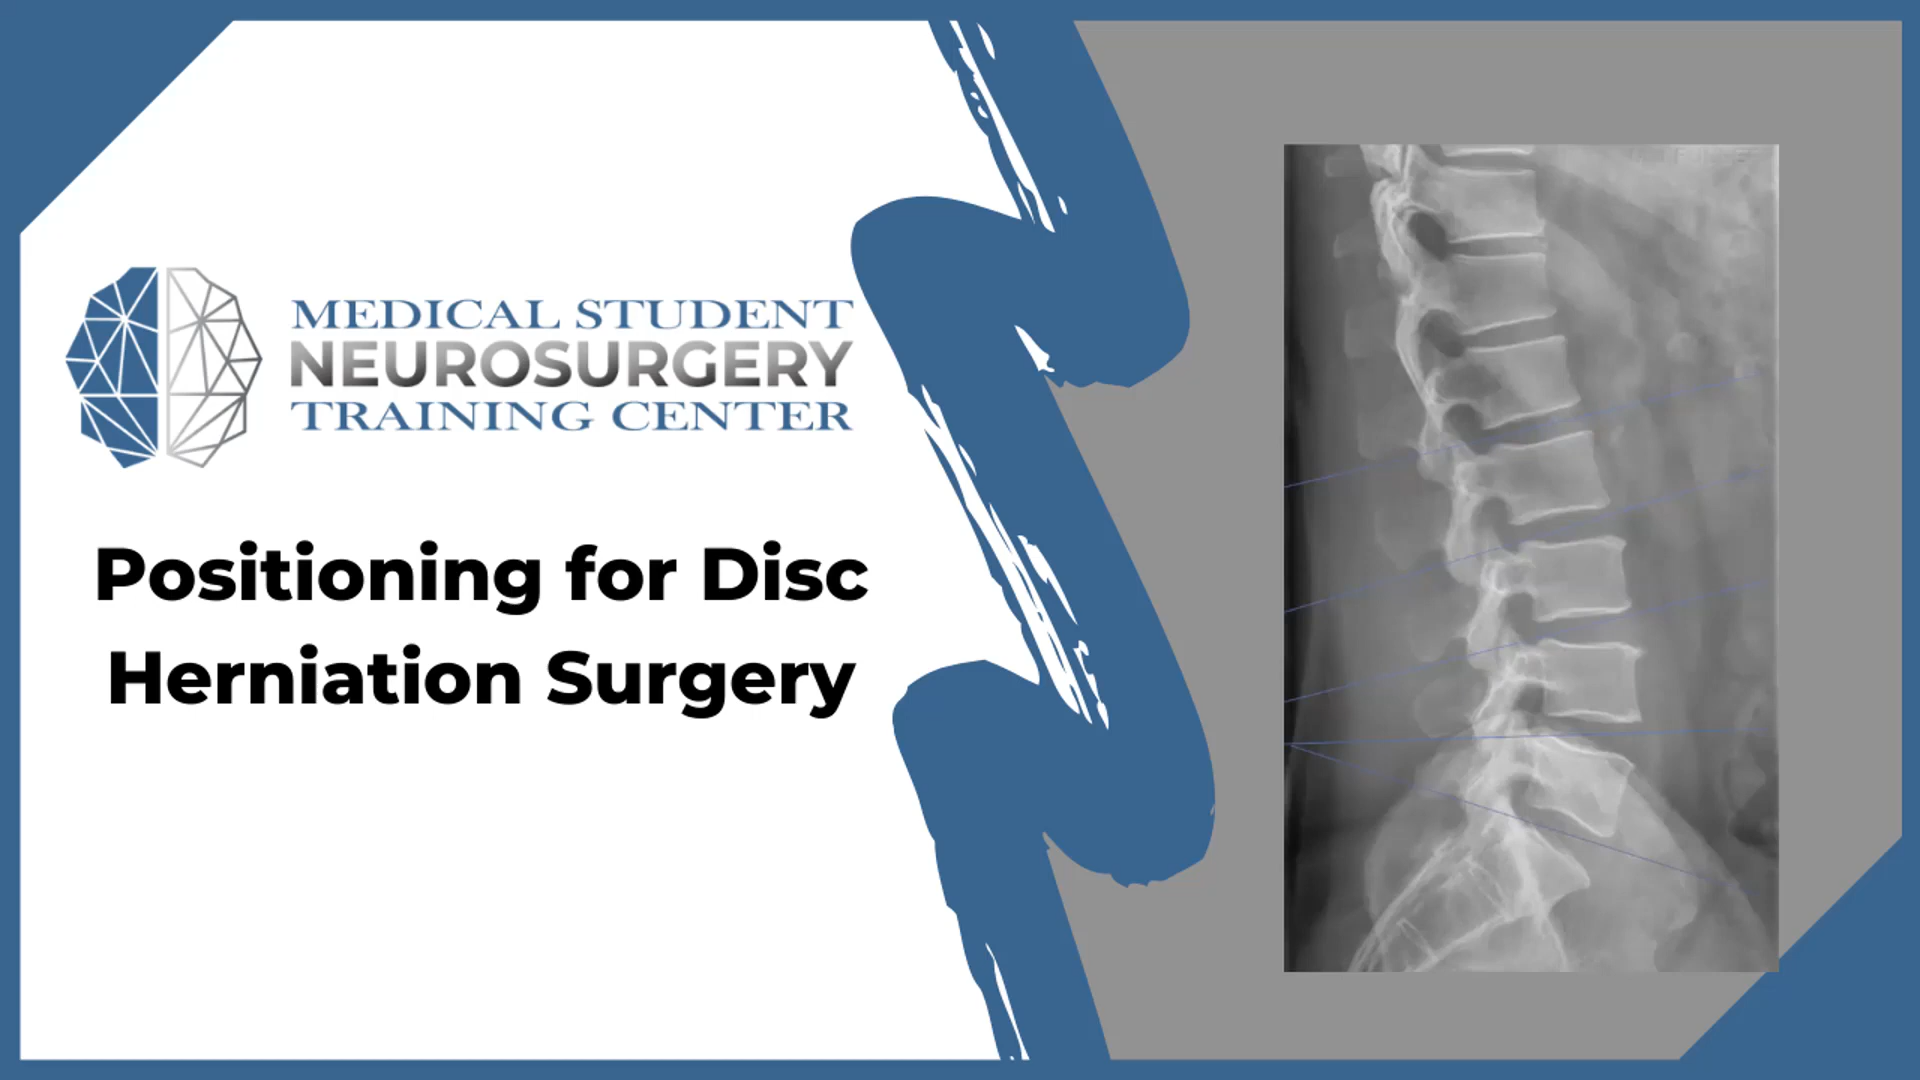 MEDICAL STUDENT
NEUROSURGERY
TRAINING CENTER
Positioning for Disc
Herniation Surgery